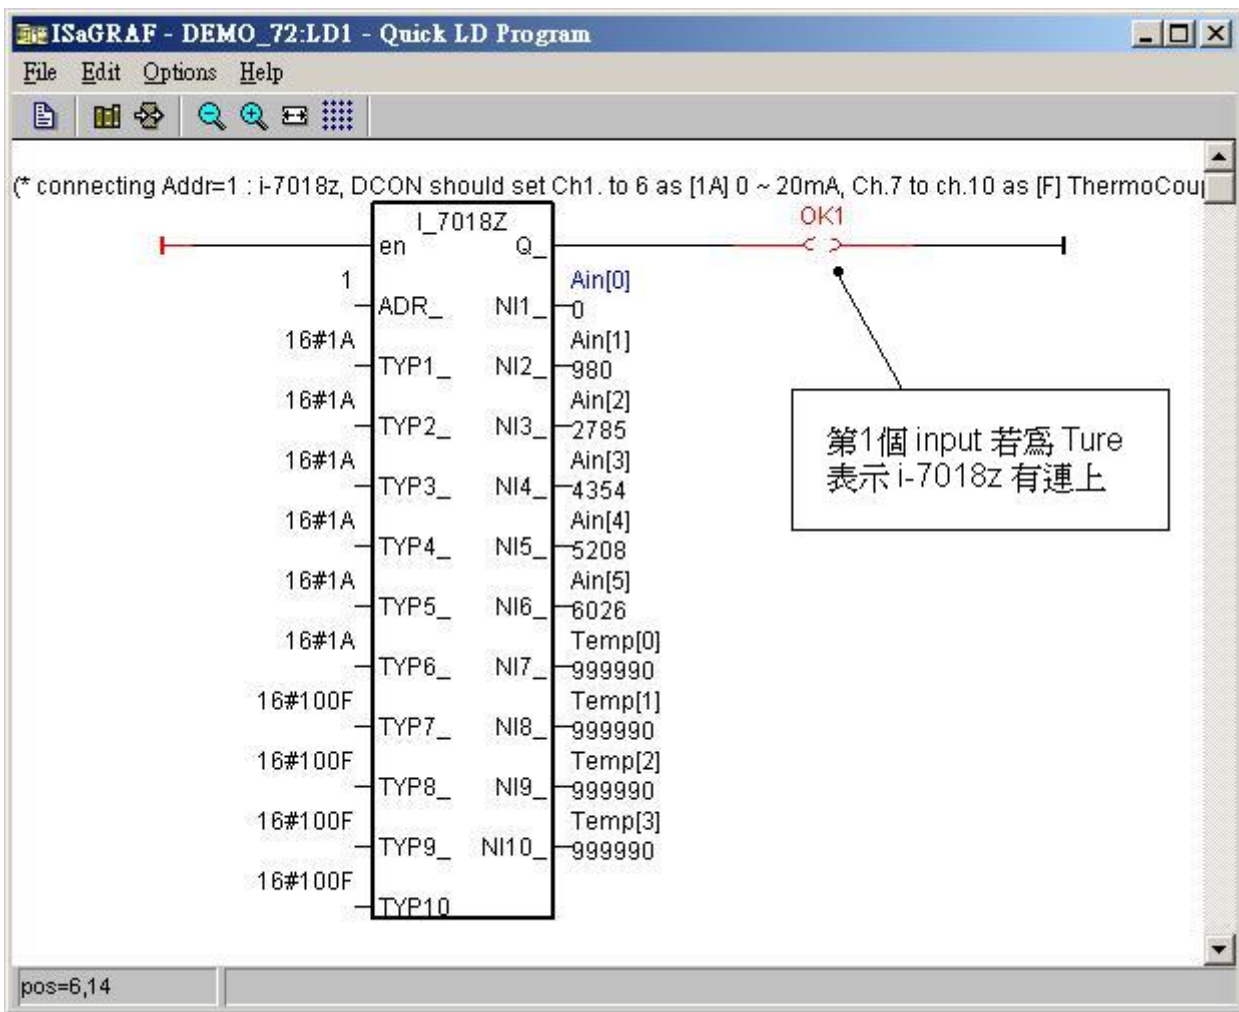 ISaGRAF - DEMO_72:LD1 - Quick LD Program
File Edit Options Help
(* connecting Addr=1 : i-7018z, DCON should set Ch1. to 6 as [1A] 0 ~ 20mA, Ch.7 to ch.10 as [F] ThermoCoup
I_7018Z
OK1
en Q_
1 Ain[0]
ADR_ NI1_ 0
16#1A Ain[1]
TYP1_ NI2_ 980
16#1A Ain[2]
TYP2_ NI3_ 2785
16#1A Ain[3]
TYP3_ NI4_ 4354
16#1A Ain[4]
TYP4_ NI5_ 5208
16#1A Ain[5]
TYP5_ NI6_ 6026
16#1A Temp[0]
TYP6_ NI7_ 999990
16#100F Temp[1]
TYP7_ NI8_ 999990
16#100F Temp[2]
TYP8_ NI9_ 999990
16#100F Temp[3]
TYP9_ NI10_ 999990
16#100F
TYP10
第1個 input 若為 Ture
表示 i-7018z 有連上
pos=6,14